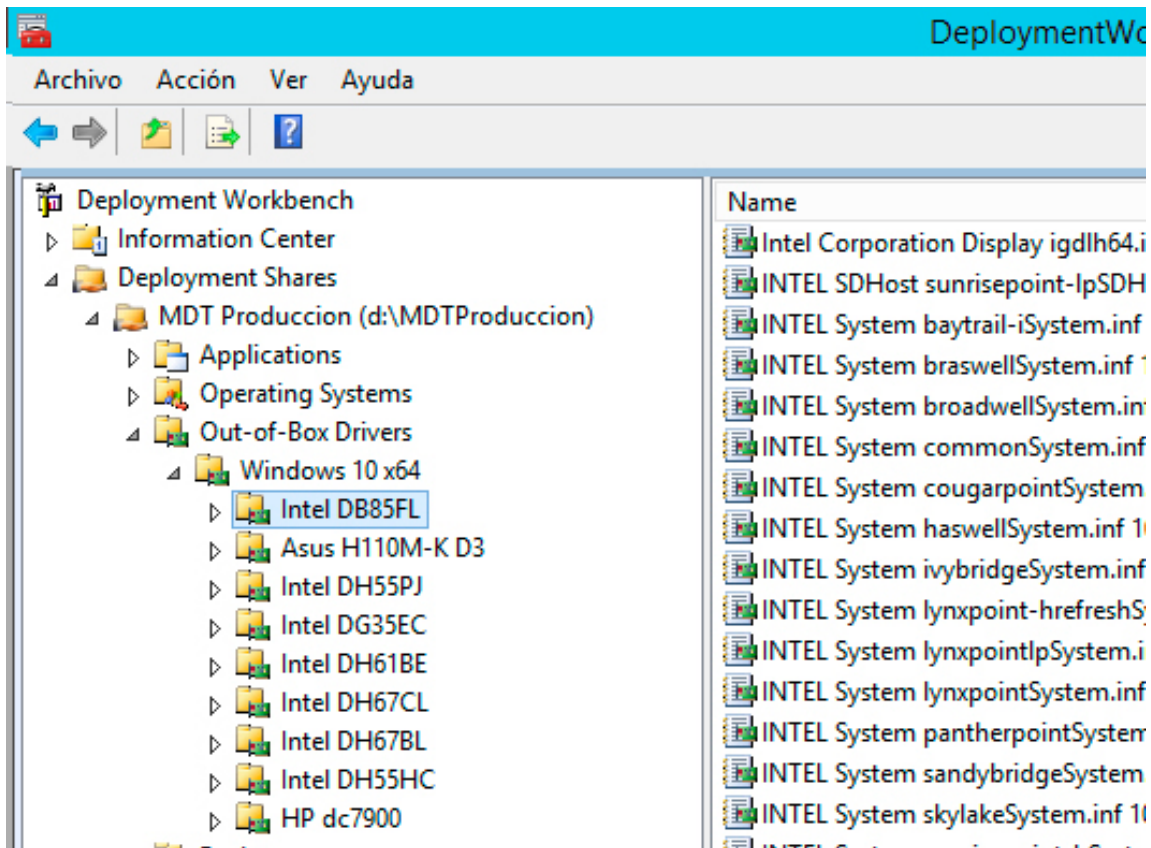 DeploymentWo
Archivo Acción Ver Ayuda
Deployment Workbench
Information Center
Deployment Shares
MDT Produccion (d:\MDTProduccion)
Applications
Operating Systems
Out-of-Box Drivers
Windows 10 x64
Intel DB85FL
Asus H110M-K D3
Intel DH55PJ
Intel DG35EC
Intel DH61BE
Intel DH67CL
Intel DH67BL
Intel DH55HC
HP dc7900
Name
Intel Corporation Display igdlh64.i
INTEL SDHost sunrisepoint-lpSDH
INTEL System baytrail-iSystem.inf
INTEL System braswellSystem.inf 1
INTEL System broadwellSystem.in
INTEL System commonSystem.inf
INTEL System cougarpointSystem
INTEL System haswellSystem.inf 1
INTEL System ivybridgeSystem.inf
INTEL System lynxpoint-hrefreshS
INTEL System lynxpointlpSystem.i
INTEL System lynxpointSystem.inf
INTEL System pantherpointSystem
INTEL System sandybridgeSystem
INTEL System skylakeSystem.inf 1